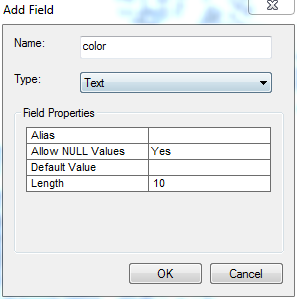 Add Field
Name: color
Type: Text
Field Properties
Alias
Allow NULL Values Yes
Default Value
Length 10
OK Cancel